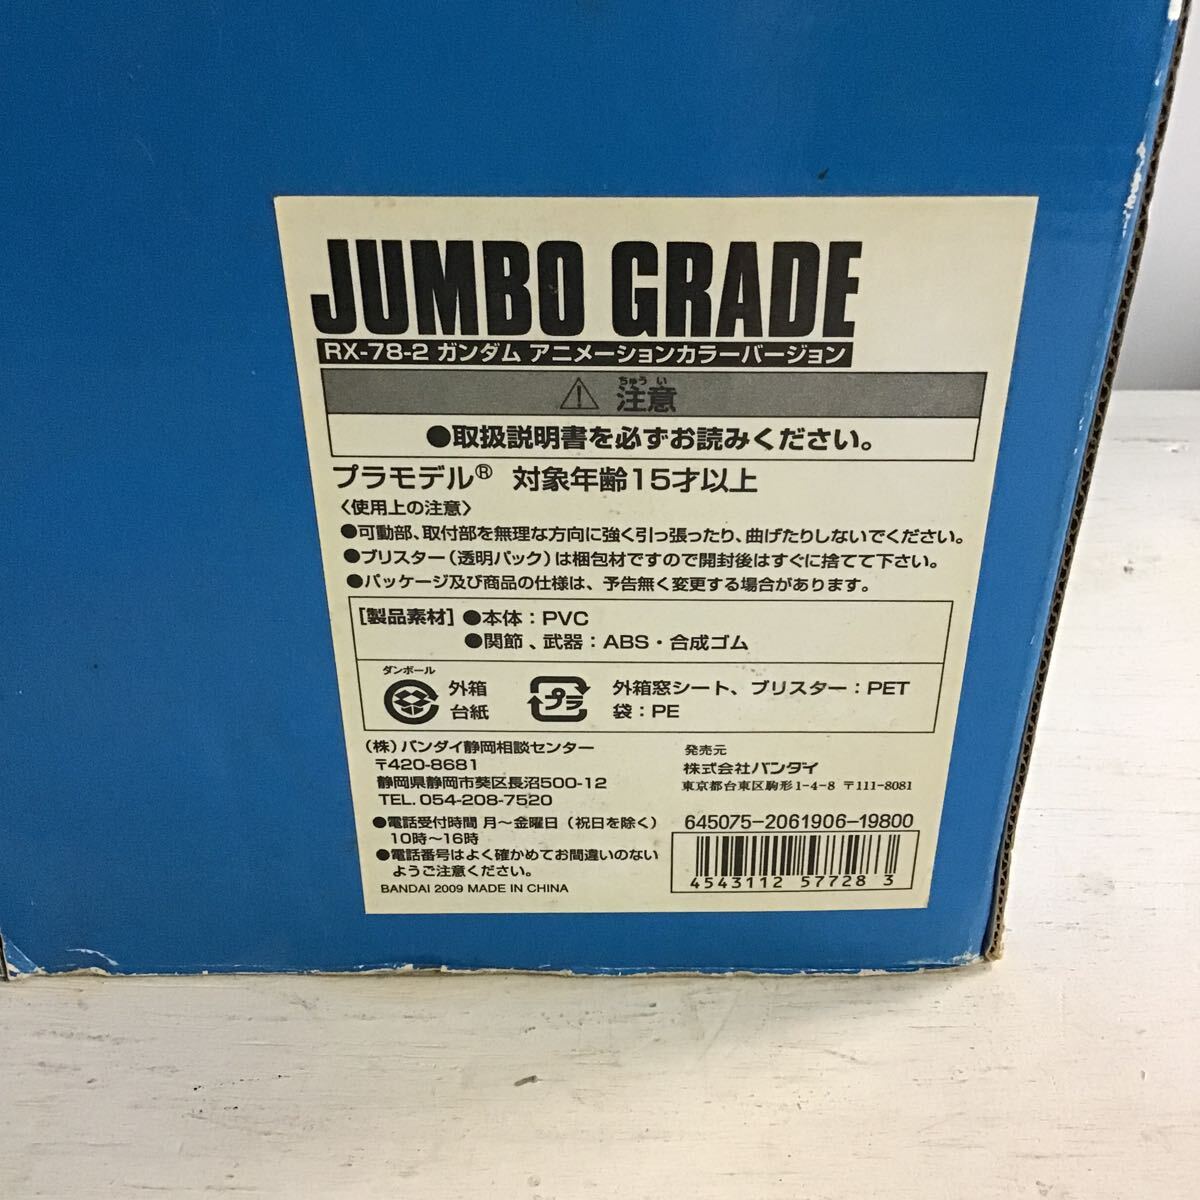 JUMBO GRADE
RX-78-2 ガンダム アニメーションカラーバージョン
ちゅうい
注意
●取扱説明書を必ずお読みください。
プラモデル® 対象年齢15才以上
〈使用上の注意〉
●可動部、取付部を無理な方向に強く引っ張ったり、曲げたりしないでください。
●ブリスター（透明パック）は梱包材ですので開封後はすぐに捨てて下さい。
●パッケージ及び商品の仕様は、予告無く変更する場合があります。
[製品素材] ●本体：PVC
●関節、武器：ABS・合成ゴム
ダンボール
外箱
台紙
プラ
外箱窓シート、ブリスター：PET
袋：PE
（株）バンダイ静岡相談センター
〒420-8681
静岡県静岡市葵区長沼500-12
TEL. 054-208-7520
●電話受付時間 月～金曜日（祝日を除く）
10時～16時
●電話番号はよく確かめてお間違いのない
ようご注意ください。
BANDAI 2009 MADE IN CHINA
発売元
株式会社バンダイ
東京都台東区駒形1-4-8 〒111-8081
645075-2061906-19800
4543112 577283